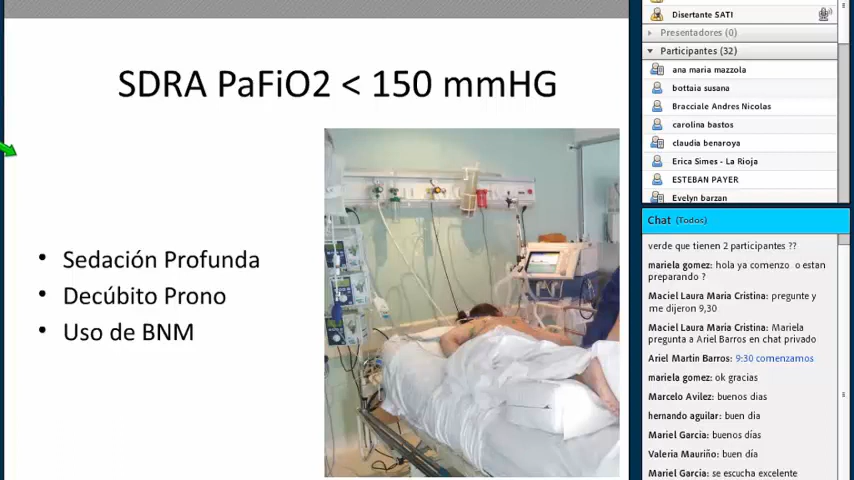 SDRA PaFiO2 < 150 mmHG
• Sedación Profunda
• Decúbito Prono
• Uso de BNM
Disertante SATI
Presentadores (0)
Participantes (32)
ana maria mazzola
bottaia susana
Bracciale Andres Nicolas
carolina bastos
claudia benaroya
Erica Simes - La Rioja
ESTEBAN PAYER
Evelyn barzan
Chat (Todos)
verde que tienen 2 participantes ??
mariela gomez: hola ya comenzo o estan
preparando ?
Maciel Laura Maria Cristina: pregunte y
me dijeron 9,30
Maciel Laura Maria Cristina: Mariela
pregunta a Ariel Barros en chat privado
Ariel Martin Barros: 9:30 comenzamos
mariela gomez: ok gracias
Marcelo Avilez: buenos dias
hernando aguilar: buen dia
Mariel Garcia: buenos días
Valeria Mauriño: buen día
Mariel Garcia: se escucha excelente